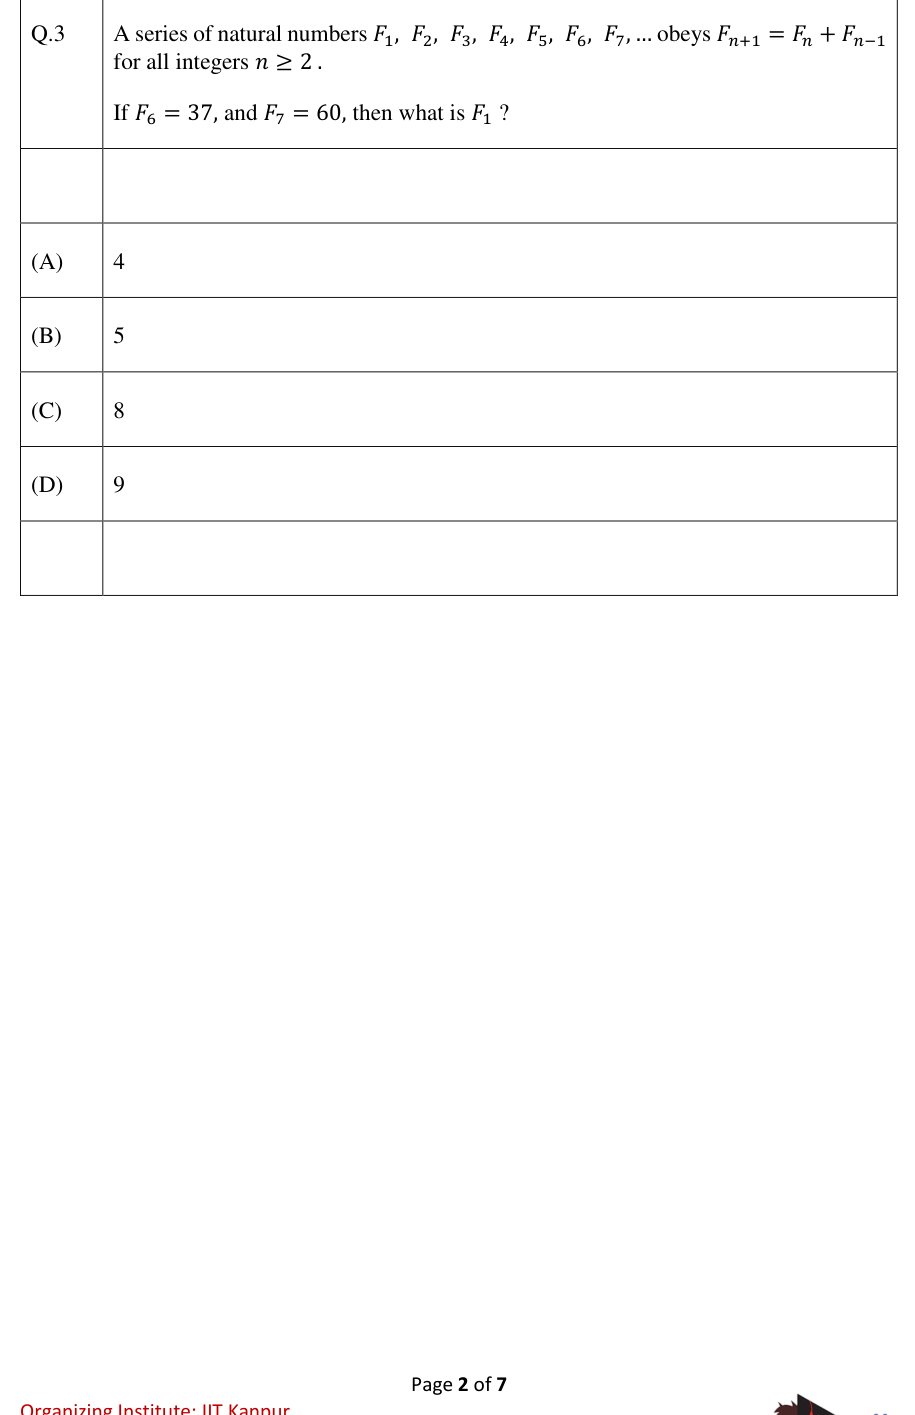 Q.3 A series of natural numbers F₁, F₂, F₃, F₄, F₅, F₆, F₇, ... obeys Fₙ₊₁ = Fₙ + Fₙ₋₁
for all integers n ≥ 2 .
If F₆ = 37, and F₇ = 60, then what is F₁ ?
(A) 4
(B) 5
(C) 8
(D) 9
Page 2 of 7
Organizing Institute: IIT Kanpur